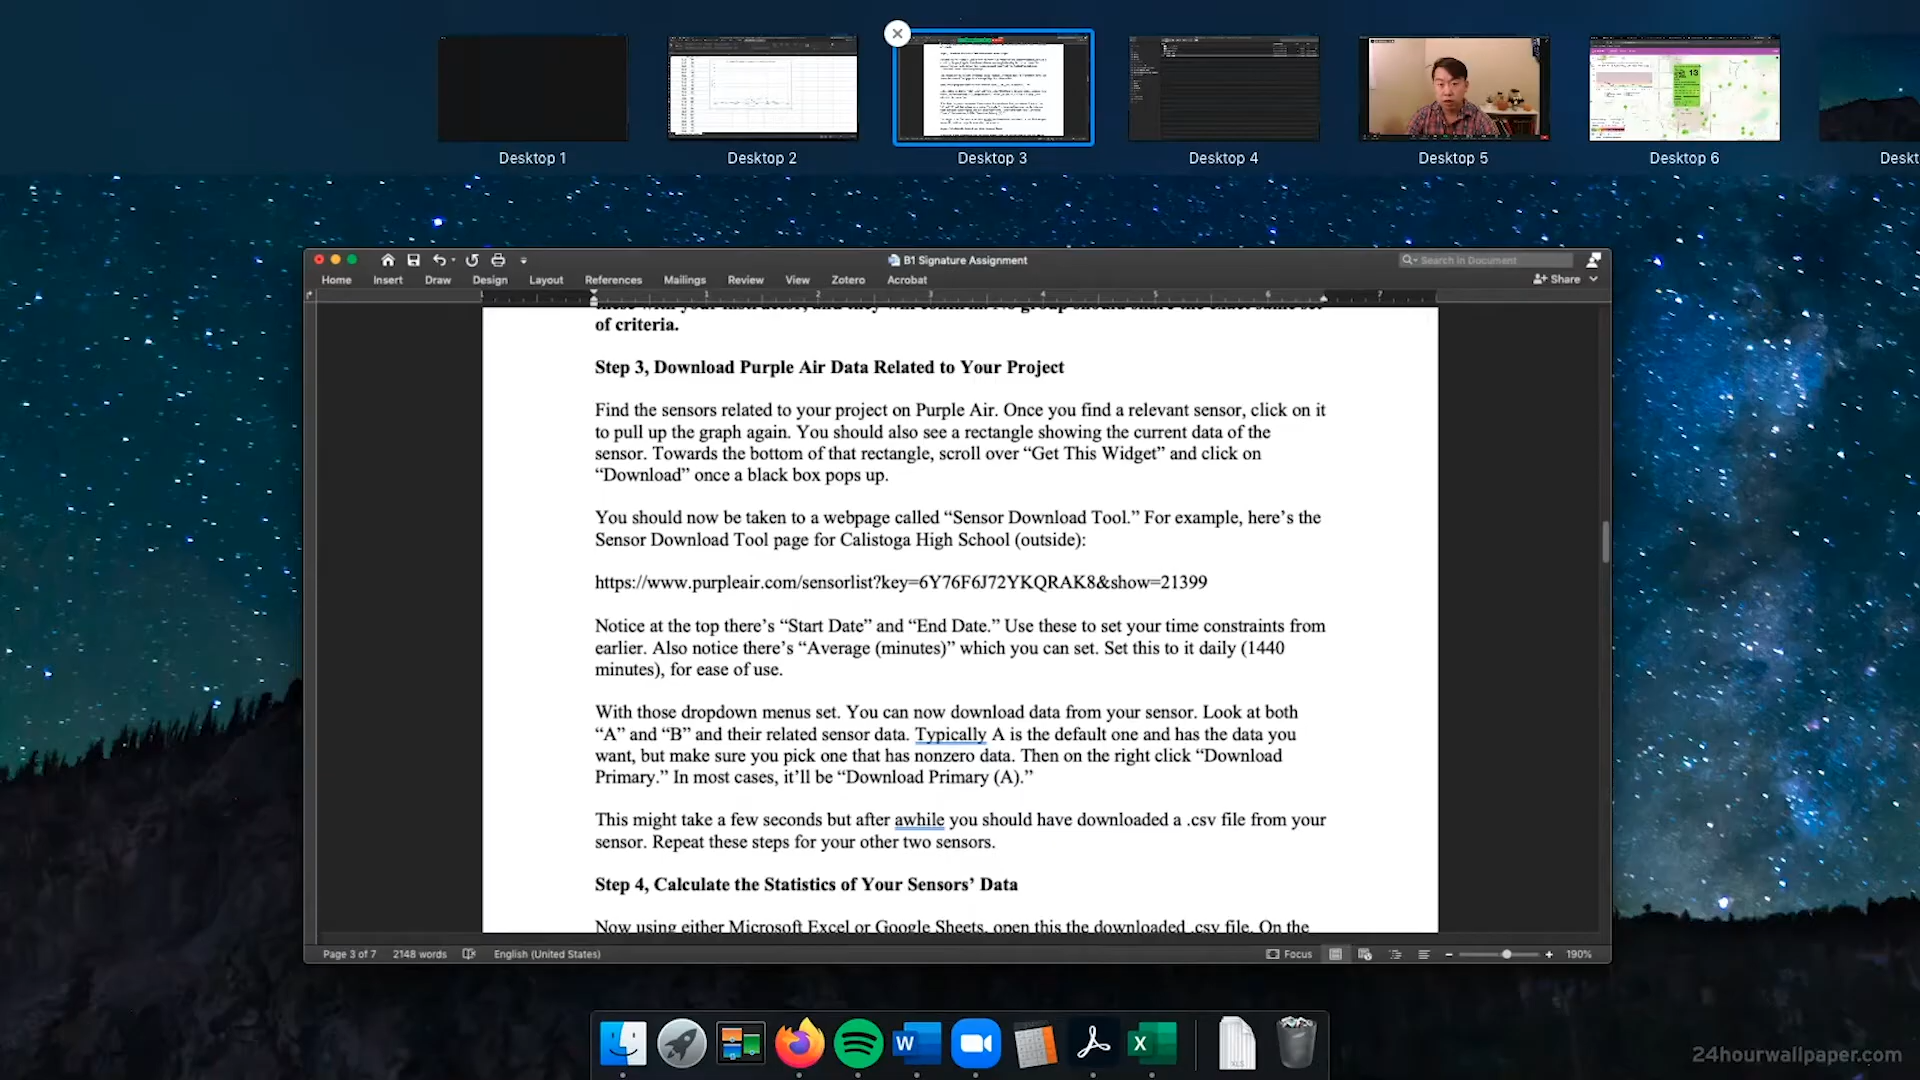 Desktop 1
Desktop 2
Desktop 3
Desktop 4
Desktop 5
Desktop 6
Deskt
B1 Signature Assignment
Search in Document
Home
Insert
Draw
Design
Layout
References
Mailings
Review
View
Zotero
Acrobat
Share
of criteria.
Step 3, Download Purple Air Data Related to Your Project
Find the sensors related to your project on Purple Air. Once you find a relevant sensor, click on it
to pull up the graph again. You should also see a rectangle showing the current data of the
sensor. Towards the bottom of that rectangle, scroll over “Get This Widget” and click on
“Download” once a black box pops up.
You should now be taken to a webpage called “Sensor Download Tool.” For example, here’s the
Sensor Download Tool page for Calistoga High School (outside):
https://www.purpleair.com/sensorlist?key=6Y76F6J72YKQRAK8&show=21399
Notice at the top there’s “Start Date” and “End Date.” Use these to set your time constraints from
earlier. Also notice there’s “Average (minutes)” which you can set. Set this to it daily (1440
minutes), for ease of use.
With those dropdown menus set. You can now download data from your sensor. Look at both
“A” and “B” and their related sensor data. Typically A is the default one and has the data you
want, but make sure you pick one that has nonzero data. Then on the right click “Download
Primary.” In most cases, it’ll be “Download Primary (A).”
This might take a few seconds but after awhile you should have downloaded a .csv file from your
sensor. Repeat these steps for your other two sensors.
Step 4, Calculate the Statistics of Your Sensors’ Data
Now using either Microsoft Excel or Google Sheets, open this the downloaded .csv file. On the
Page 3 of 7
2148 words
English (United States)
Focus
190%
24hourwallpaper.com